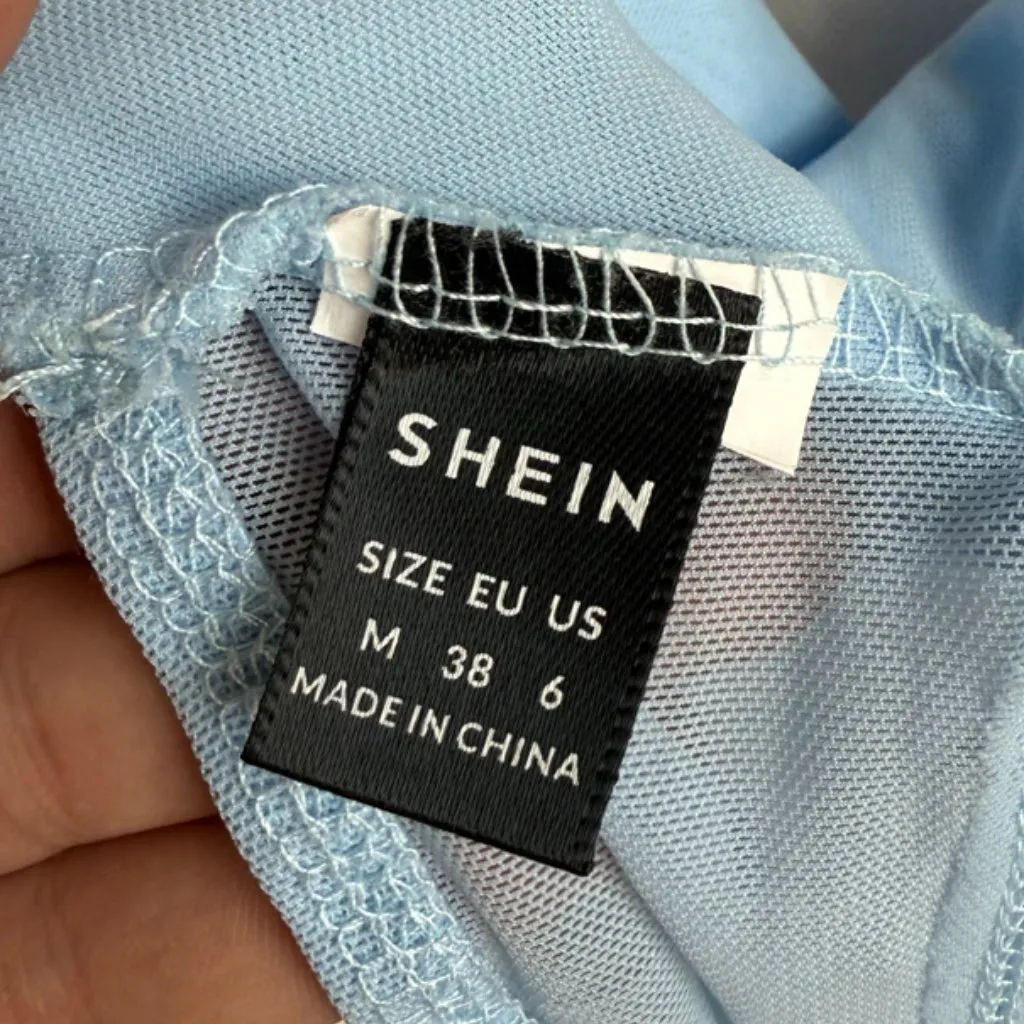 SHEIN
SIZE EU US
M 38 6
MADE IN CHINA